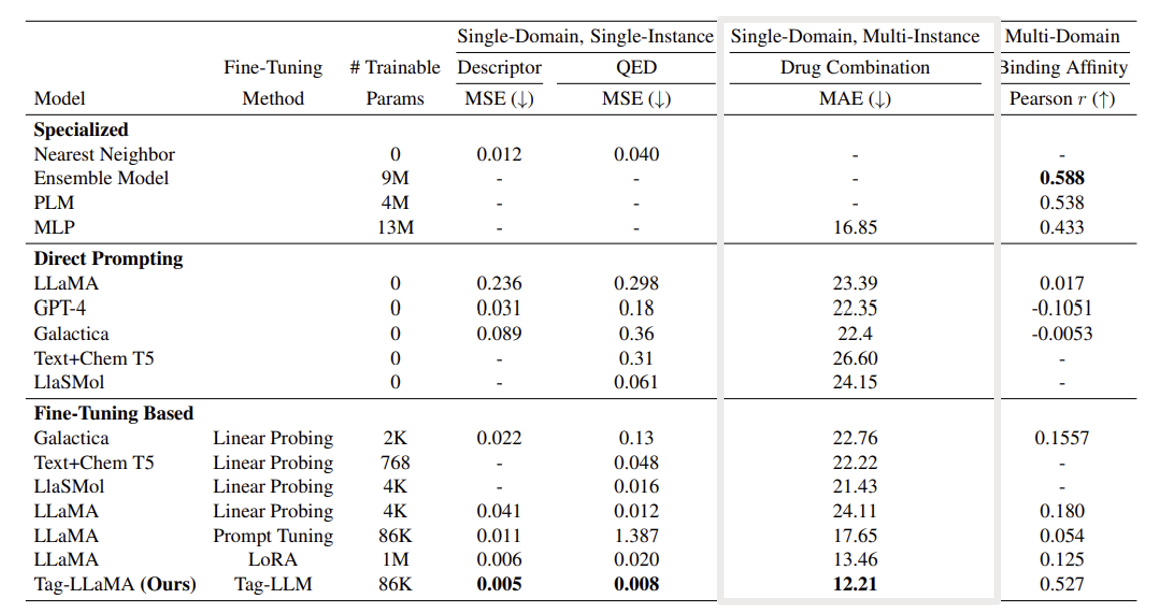 Single-Domain, Single-Instance Single-Domain, Multi-Instance Multi-Domain
Fine-Tuning # Trainable Descriptor QED Drug Combination Binding Affinity
Model Method Params MSE (↓) MSE (↓) MAE (↓) Pearson r (↑)
Specialized
Nearest Neighbor 0 0.012 0.040 - -
Ensemble Model 9M - - - 0.588
PLM 4M - - - 0.538
MLP 13M - - 16.85 0.433
Direct Prompting
LLaMA 0 0.236 0.298 23.39 0.017
GPT-4 0 0.031 0.18 22.35 -0.1051
Galactica 0 0.089 0.36 22.4 -0.0053
Text+Chem T5 0 - 0.31 26.60 -
LlaSMol 0 - 0.061 24.15 -
Fine-Tuning Based
Galactica Linear Probing 2K 0.022 0.13 22.76 0.1557
Text+Chem T5 Linear Probing 768 - 0.048 22.22 -
LlaSMol Linear Probing 4K - 0.016 21.43 -
LLaMA Linear Probing 4K 0.041 0.012 24.11 0.180
LLaMA Prompt Tuning 86K 0.011 1.387 17.65 0.054
LLaMA LoRA 1M 0.006 0.020 13.46 0.125
Tag-LLaMA (Ours) Tag-LLM 86K 0.005 0.008 12.21 0.527